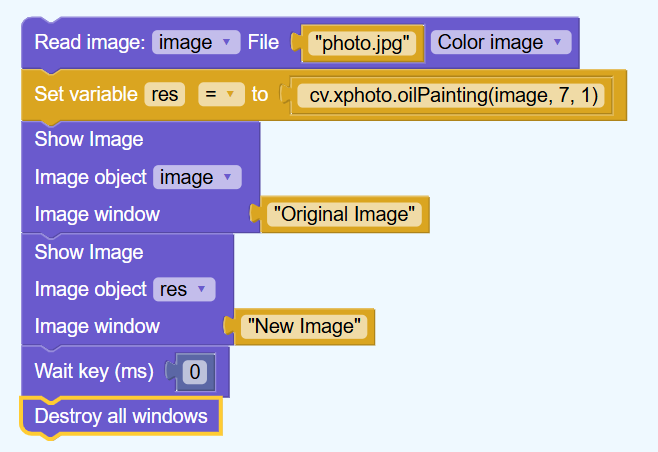 Read image: image File "photo.jpg" Color image
Set variable res = to cv.xphoto.oilPainting(image, 7, 1)
Show Image
Image object image
Image window "Original Image"
Show Image
Image object res
Image window "New Image"
Wait key (ms) 0
Destroy all windows